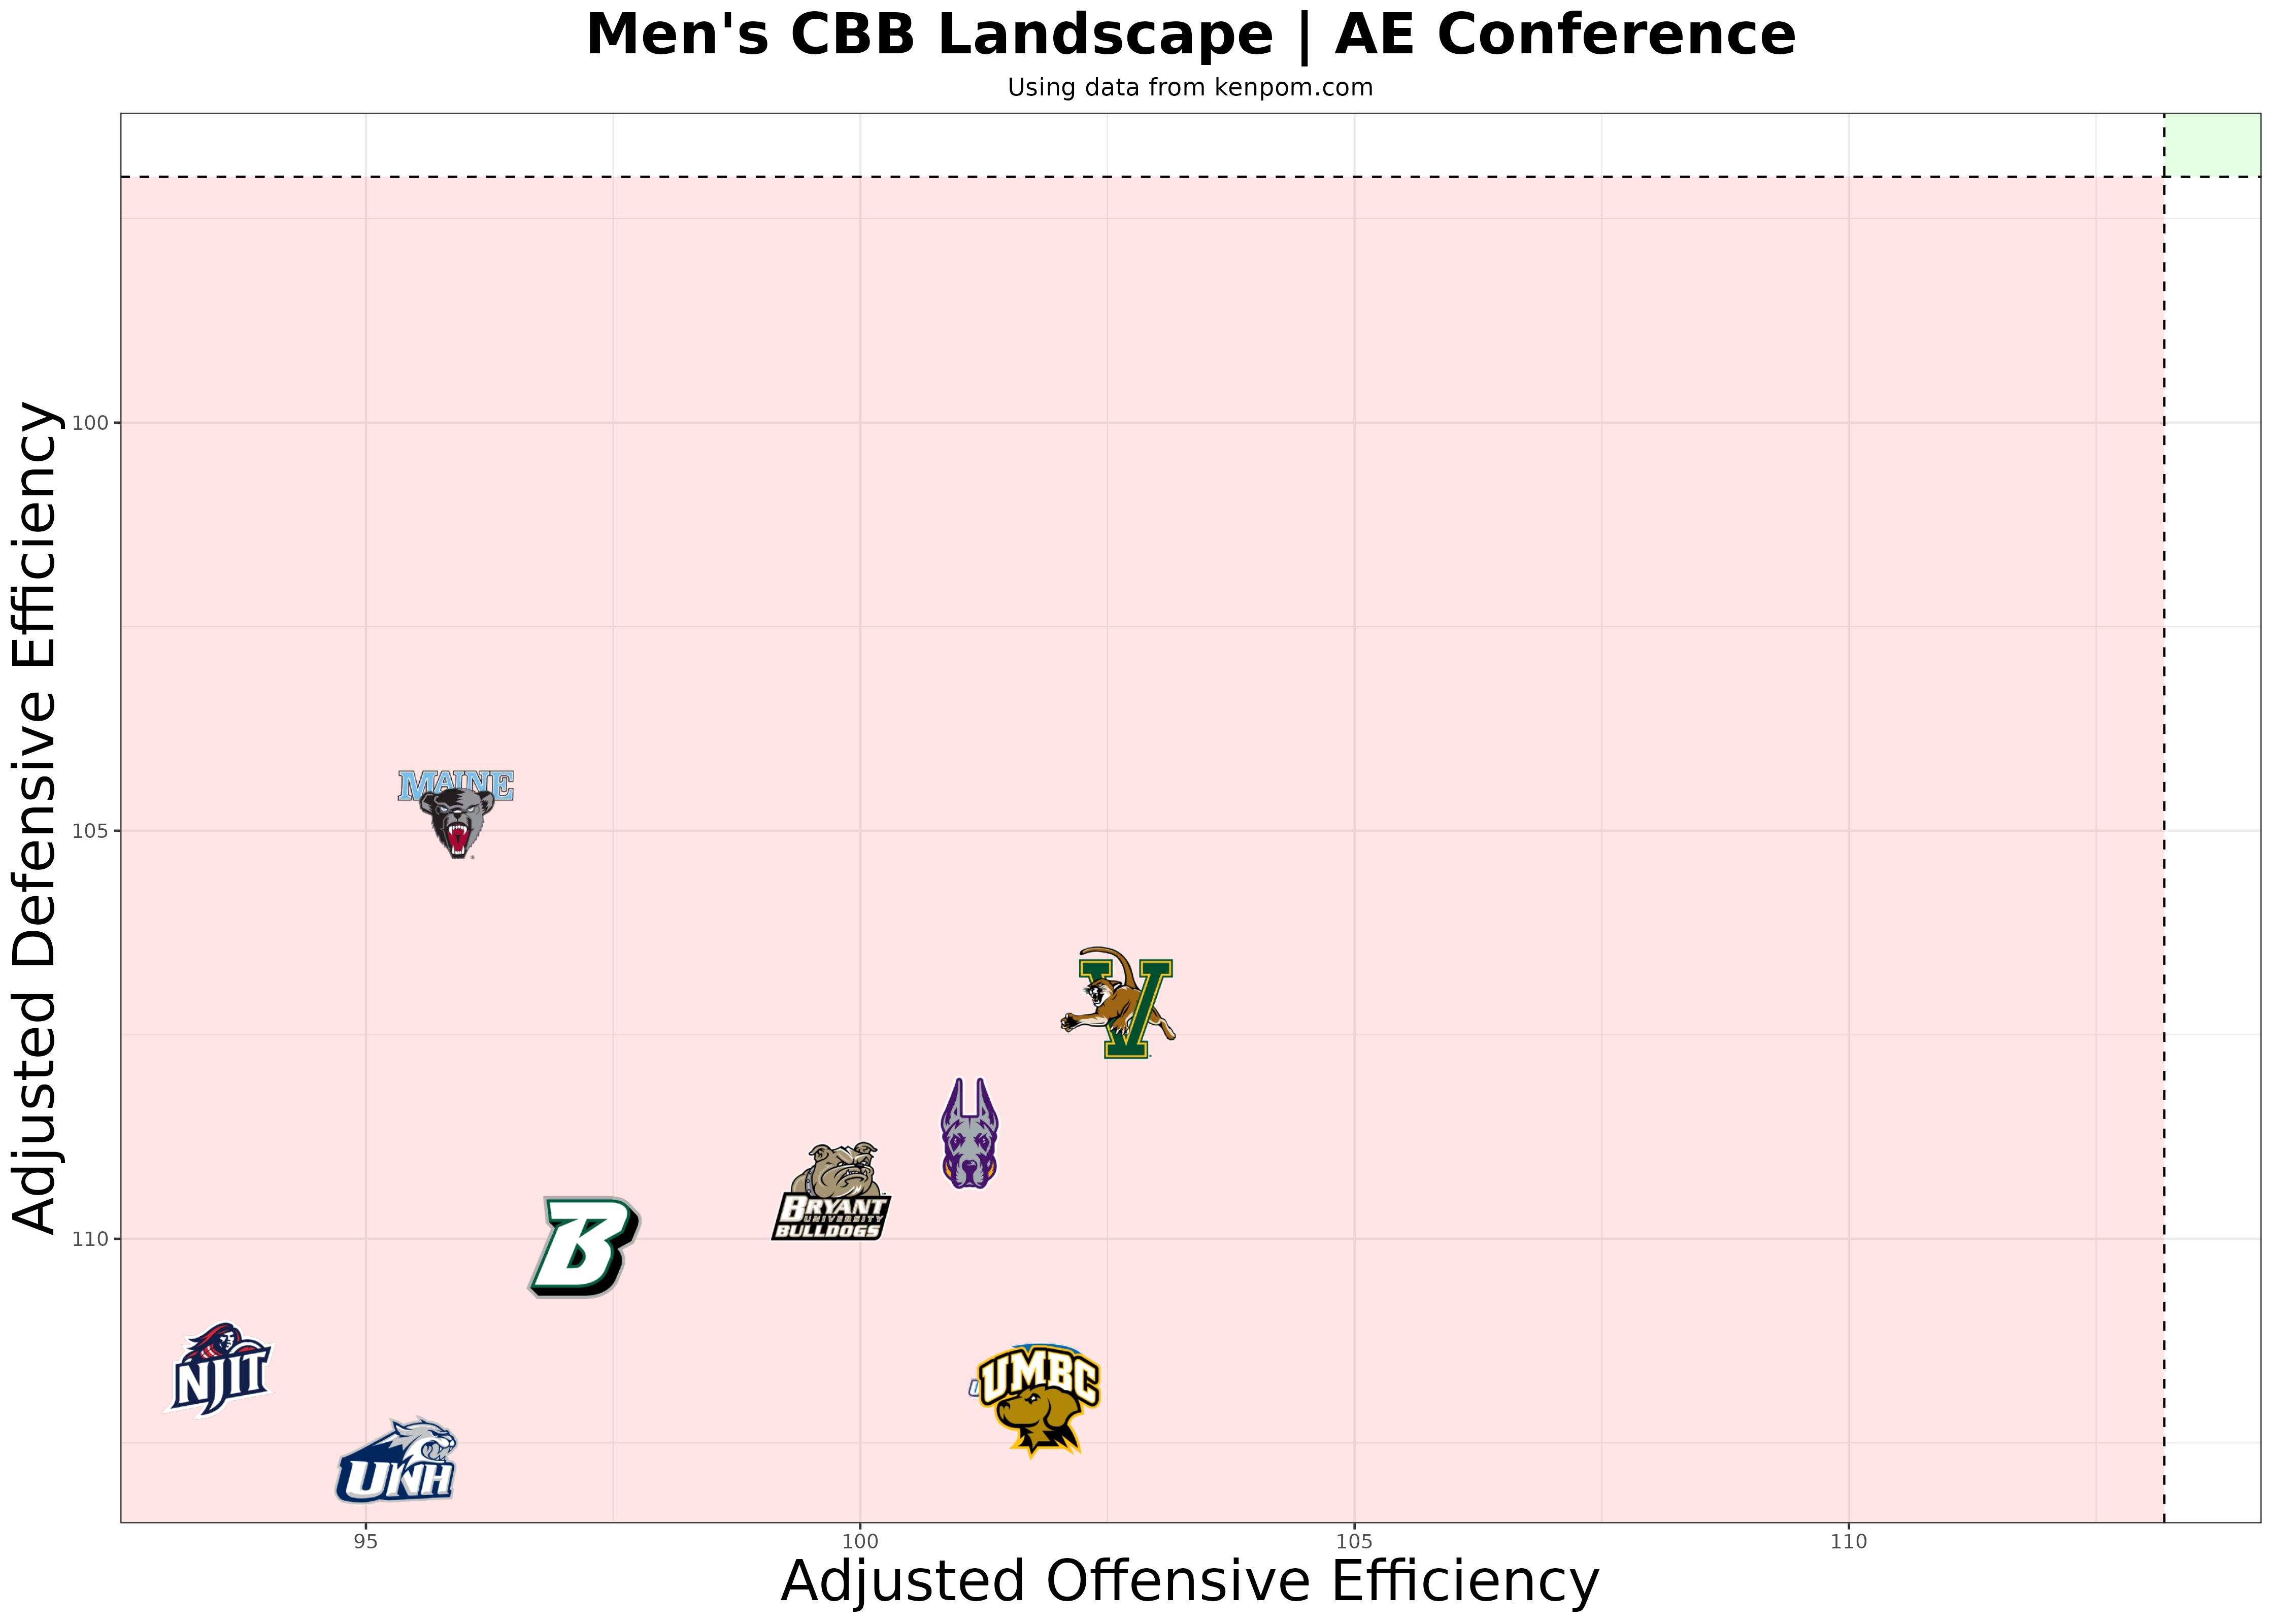 Men's CBB Landscape | AE Conference
Using data from kenpom.com
Adjusted Defensive Efficiency
100
105
110
MAINE
V
BRYANT
UNIVERSITY
BULLDOGS
B
NJIT
UMBC
UNH
95
100
105
110
Adjusted Offensive Efficiency